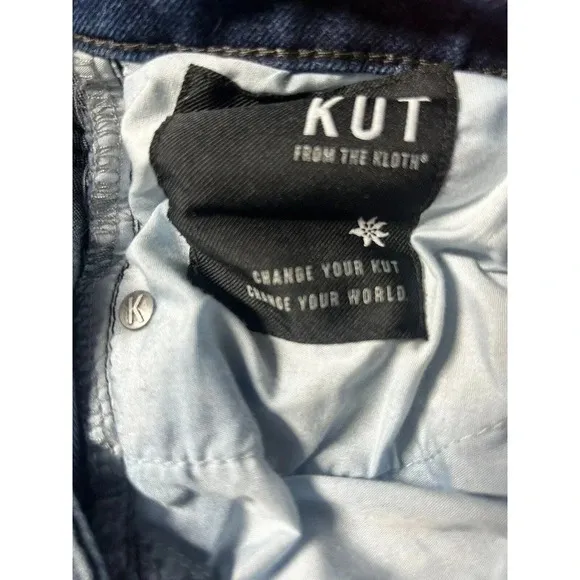 KUT
FROM THE KLOTH®
CHANGE YOUR KUT
CHANGE YOUR WORLD.
K